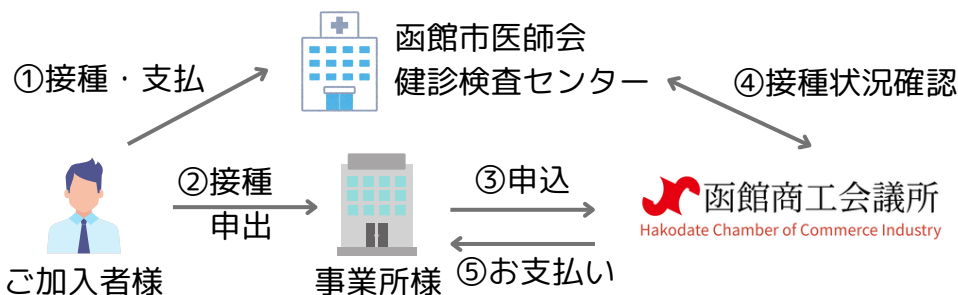 函館市医師会
健診検査センター
①接種・支払
④接種状況確認
②接種
申出
③申込
函館商工会議所
Hakodate Chamber of Commerce Industry
⑤お支払い
ご加入者様
事業所様